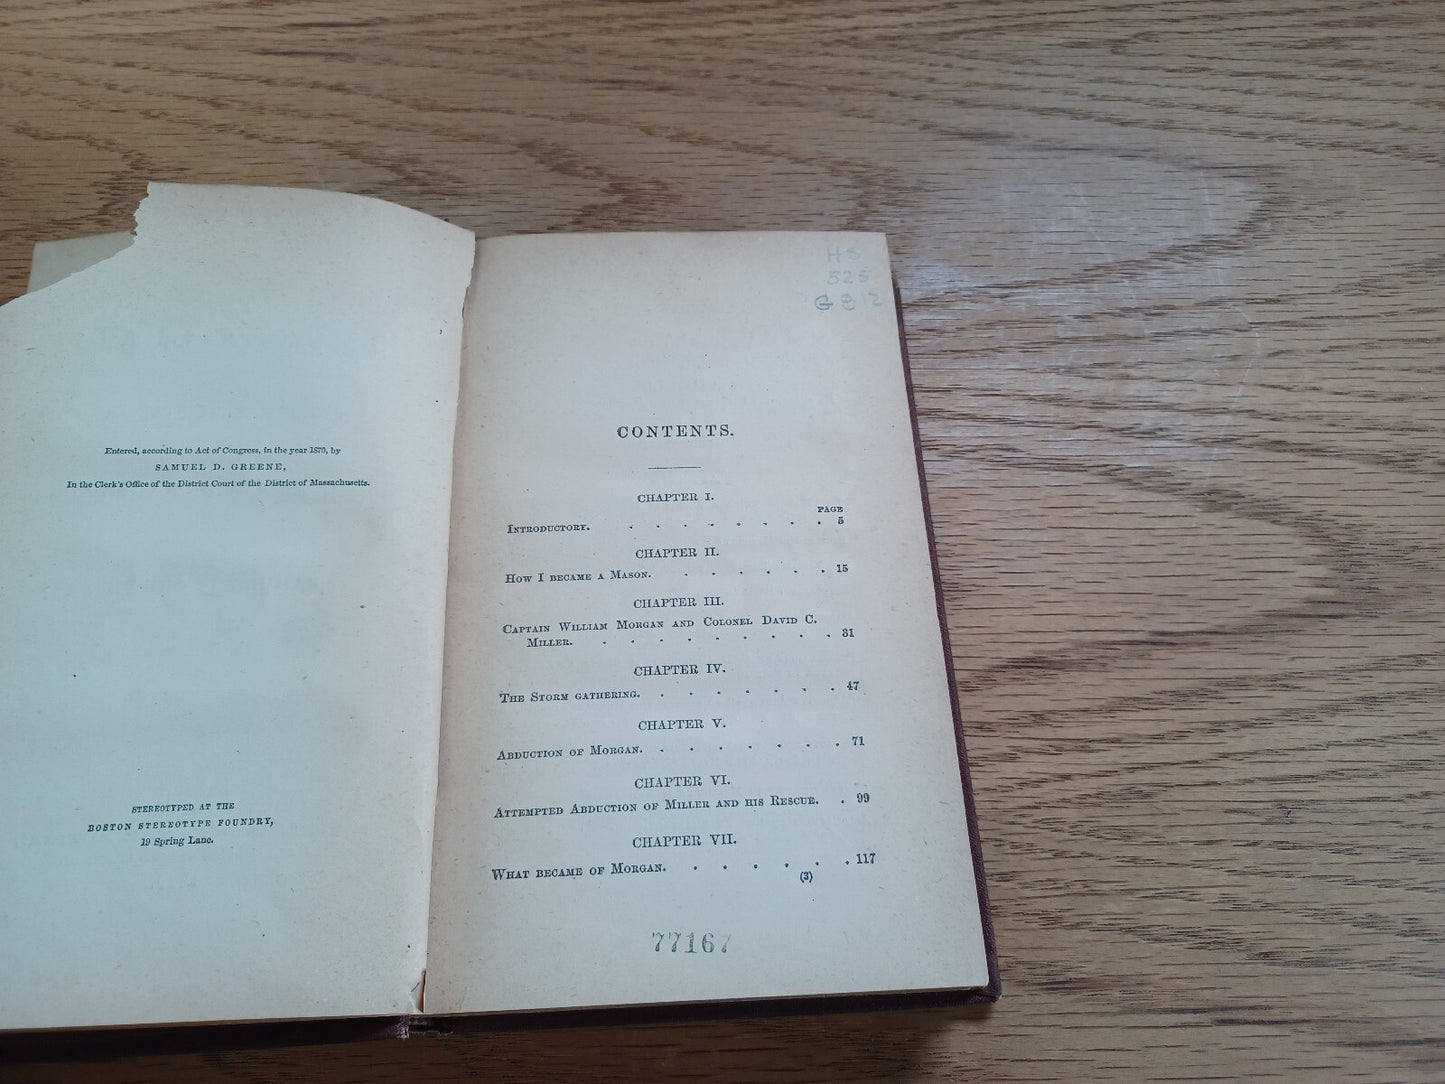 Entered, according to Act of Congress, in the year 1870, by
SAMUEL D. GREENE,
In the Clerk's Office of the District Court of the District of Massachusetts.
STEREOTYPED AT THE
BOSTON STEREOTYPE FOUNDRY,
19 Spring Lane.
HS
525
G812
CONTENTS.
CHAPTER I.
PAGE
INTRODUCTORY. . . . . . . . . 5
CHAPTER II.
HOW I BECAME A MASON. . . . . . . 15
CHAPTER III.
CAPTAIN WILLIAM MORGAN AND COLONEL DAVID C.
MILLER. . . . . . . . . . 31
CHAPTER IV.
THE STORM GATHERING. . . . . . . . 47
CHAPTER V.
ABDUCTION OF MORGAN. . . . . . . . 71
CHAPTER VI.
ATTEMPTED ABDUCTION OF MILLER AND HIS RESCUE. . 99
CHAPTER VII.
WHAT BECAME OF MORGAN. . . . . . . 117
(3)
77167